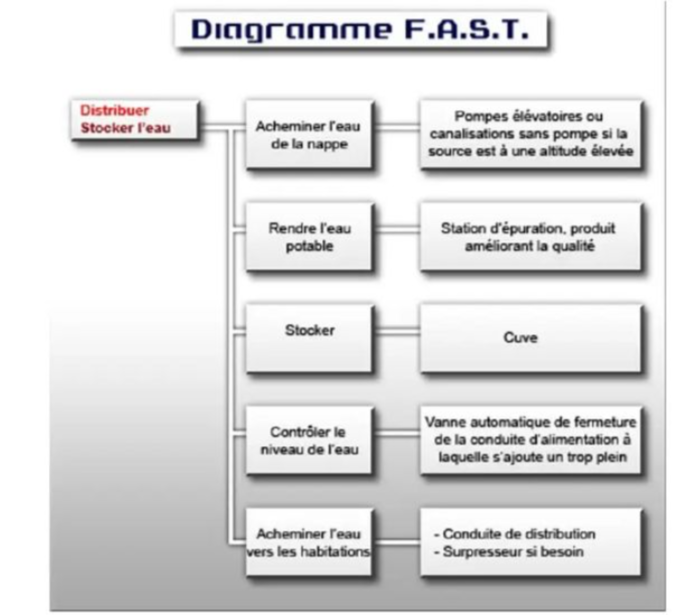 Diagramme F.A.S.T.
Distribuer
Stocker l'eau
Acheminer l'eau
de la nappe
Pompes élévatoires ou
canalisations sans pompe si la
source est à une altitude élevée
Rendre l'eau
potable
Station d'épuration, produit
améliorant la qualité
Stocker
Cuve
Contrôler le
niveau de l'eau
Vanne automatique de fermeture
de la conduite d'alimentation à
laquelle s'ajoute un trop plein
Acheminer l'eau
vers les habitations
- Conduite de distribution
- Surpresseur si besoin